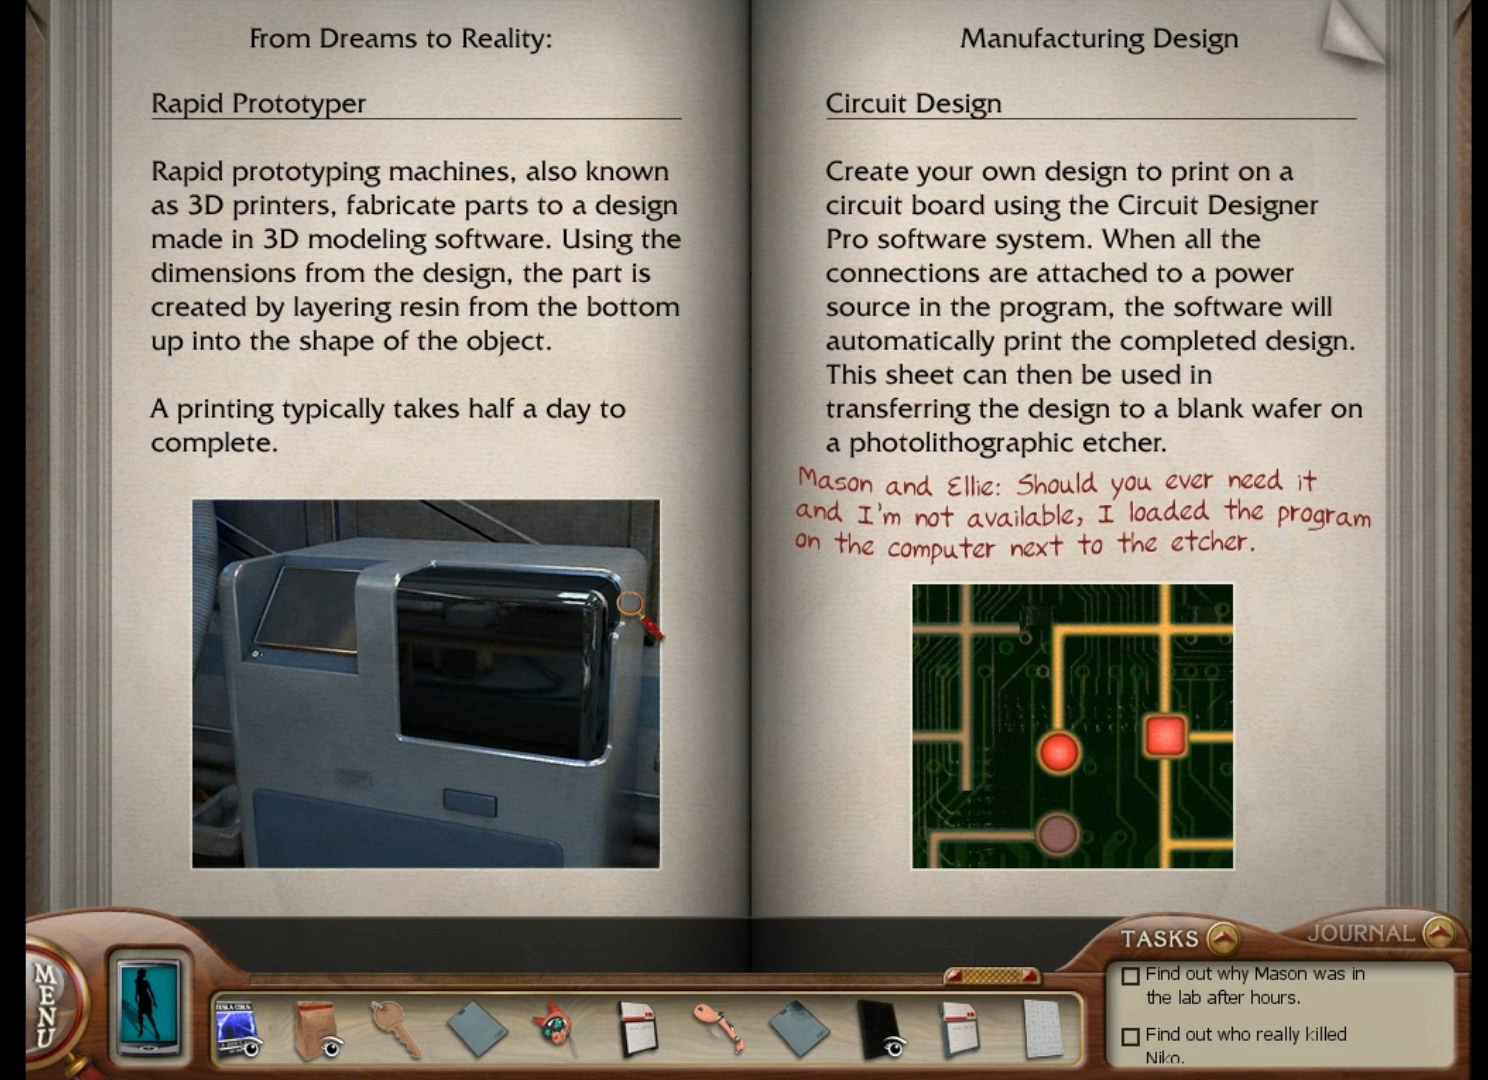 From Dreams to Reality:
Rapid Prototyper
Rapid prototyping machines, also known
as 3D printers, fabricate parts to a design
made in 3D modeling software. Using the
dimensions from the design, the part is
created by layering resin from the bottom
up into the shape of the object.
A printing typically takes half a day to
complete.
Manufacturing Design
Circuit Design
Create your own design to print on a
circuit board using the Circuit Designer
Pro software system. When all the
connections are attached to a power
source in the program, the software will
automatically print the completed design.
This sheet can then be used in
transferring the design to a blank wafer on
a photolithographic etcher.
Mason and Ellie: Should you ever need it
and I'm not available, I loaded the program
on the computer next to the etcher.
MENU
TESLA COILS
TASKS
JOURNAL
Find out why Mason was in
the lab after hours.
Find out who really killed
Niko.